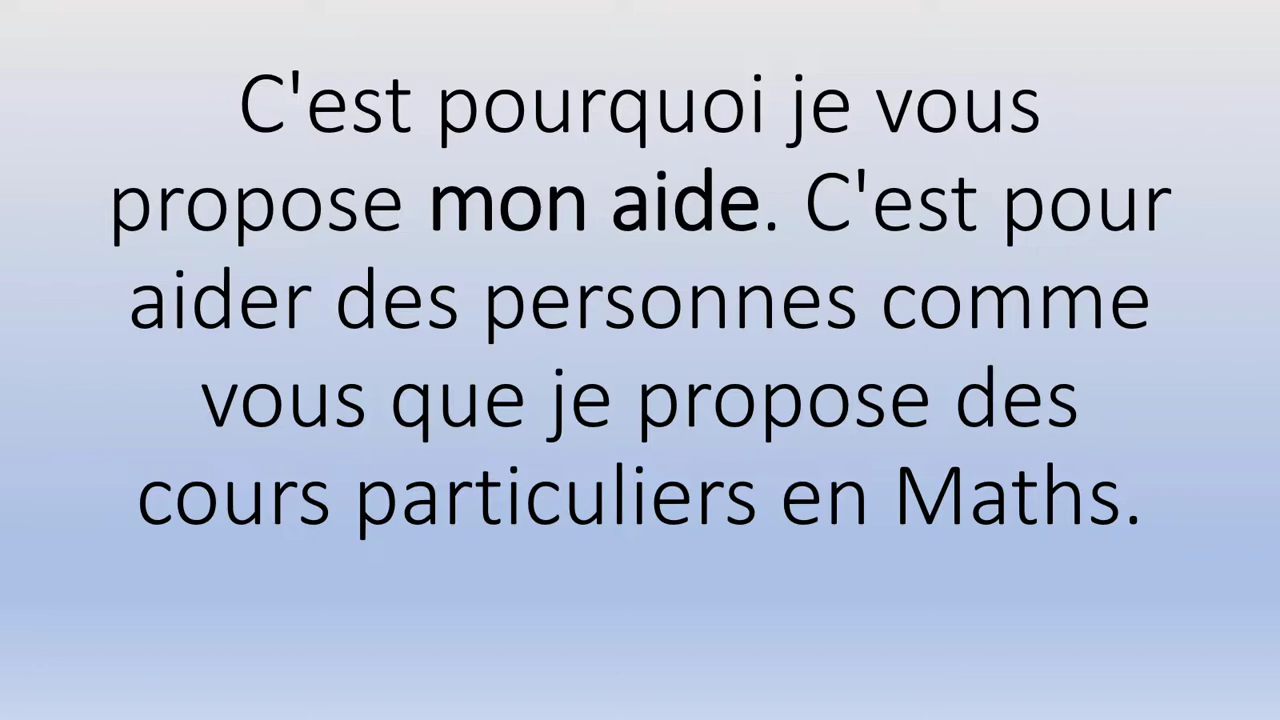 C'est pourquoi je vous
propose mon aide. C'est pour
aider des personnes comme
vous que je propose des
cours particuliers en Maths.